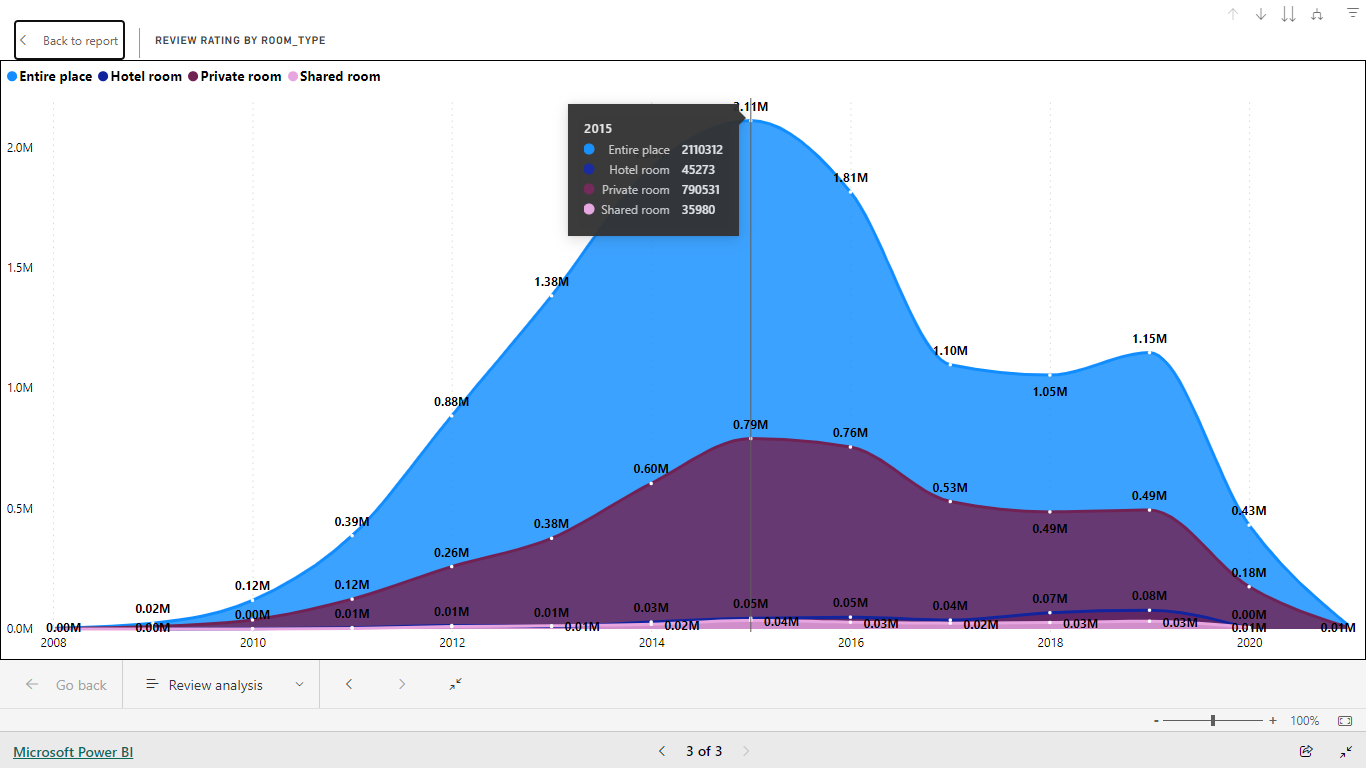 Back to report
REVIEW RATING BY ROOM_TYPE
Entire place Hotel room Private room Shared room
2.11M
2015
Entire place 2110312
Hotel room 45273
Private room 790531
Shared room 35980
2.0M
1.81M
1.5M
1.38M
1.15M
1.10M
1.05M
1.0M
0.88M
0.79M
0.76M
0.60M
0.53M
0.49M
0.49M
0.5M
0.43M
0.39M
0.38M
0.26M
0.18M
0.12M
0.12M
0.08M
0.07M
0.05M
0.05M
0.04M
0.03M
0.02M
0.00M
0.01M
0.01M
0.01M
0.00M
0.0M
0.00M
0.00M
0.01M
0.02M
0.04M
0.03M
0.02M
0.03M
0.03M
0.01M
0.01M
2008 2010 2012 2014 2016 2018 2020
Go back
Review analysis
- + 100%
Microsoft Power BI
3 of 3